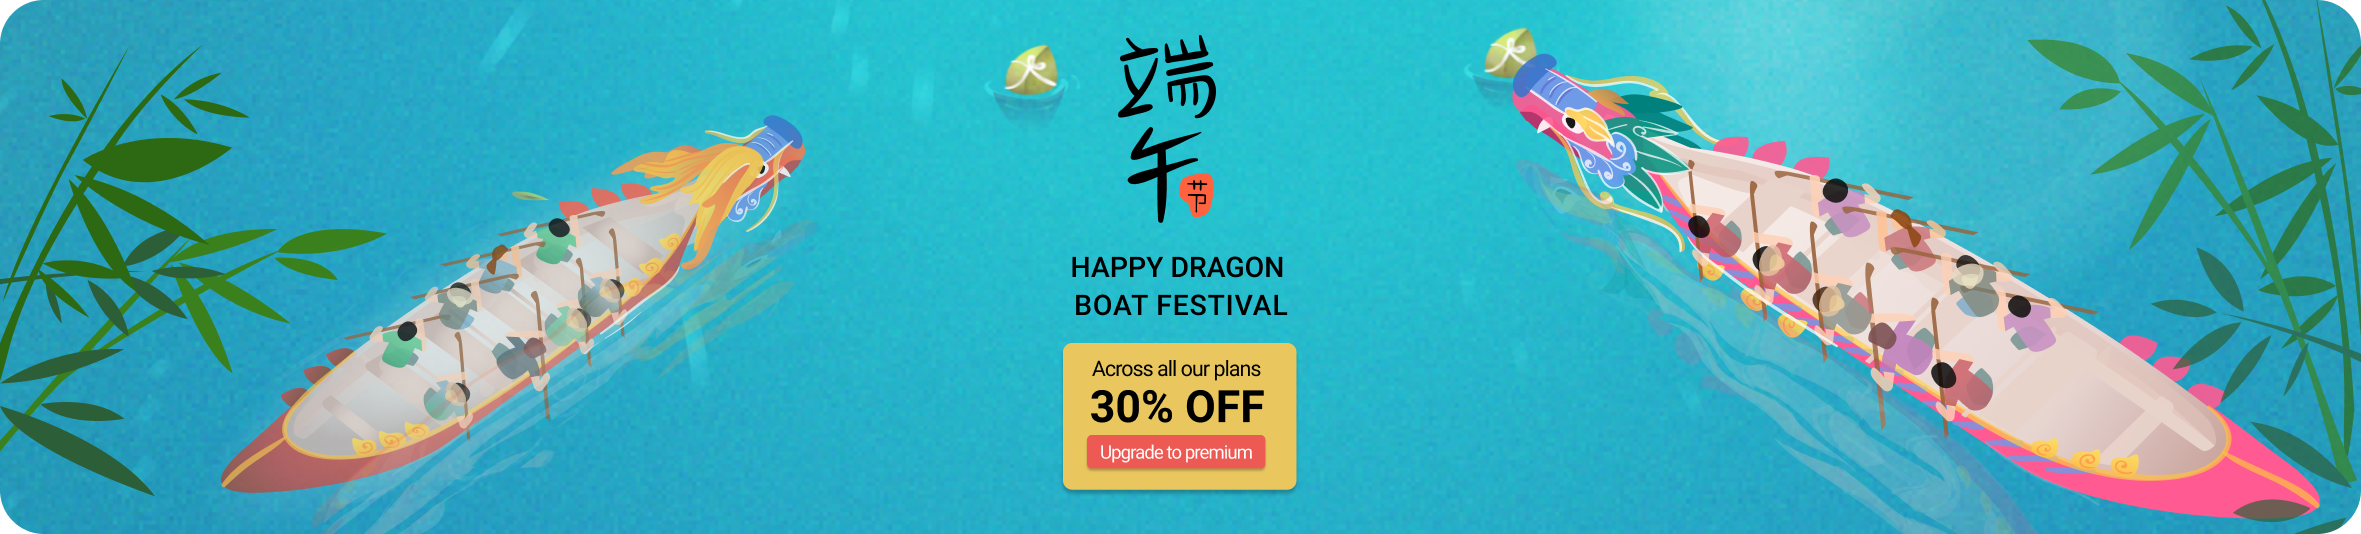 端
午
节
HAPPY DRAGON
BOAT FESTIVAL
Across all our plans
30% OFF
Upgrade to premium